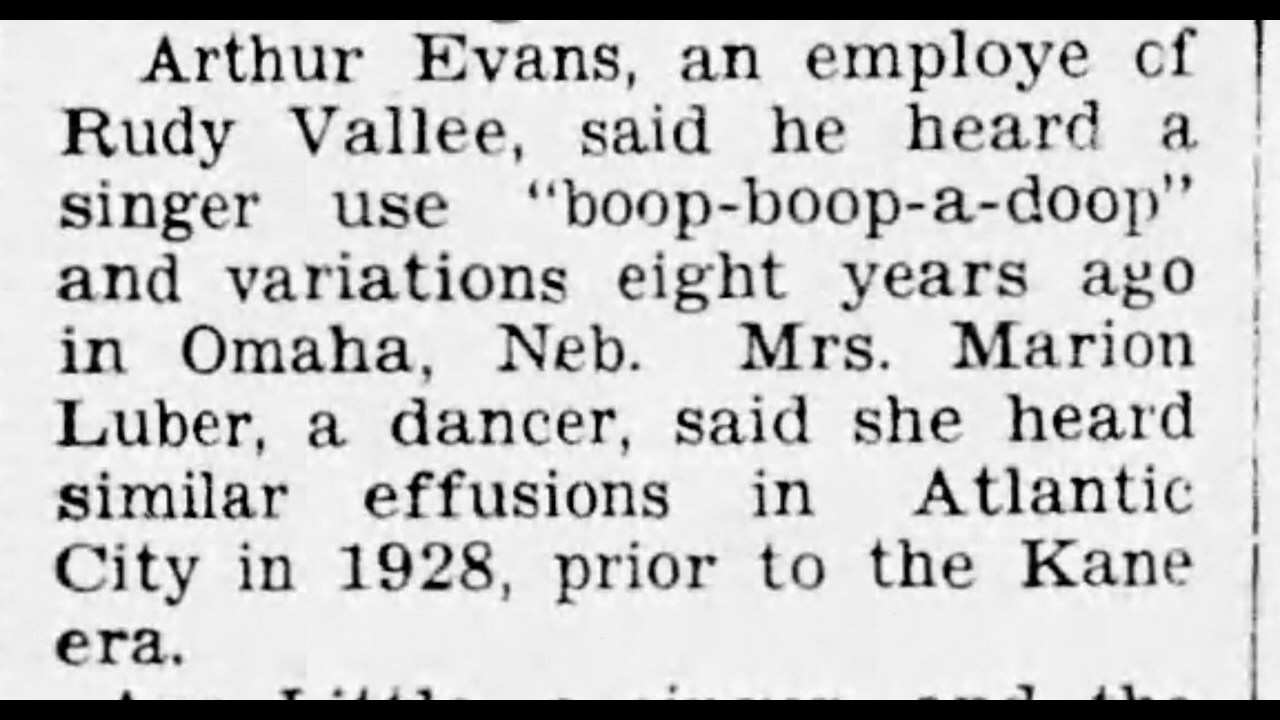 Arthur Evans, an employe cf
Rudy Vallee, said he heard a
singer use “boop-boop-a-doop”
and variations eight years ago
in Omaha, Neb. Mrs. Marion
Luber, a dancer, said she heard
similar effusions in Atlantic
City in 1928, prior to the Kane
era.